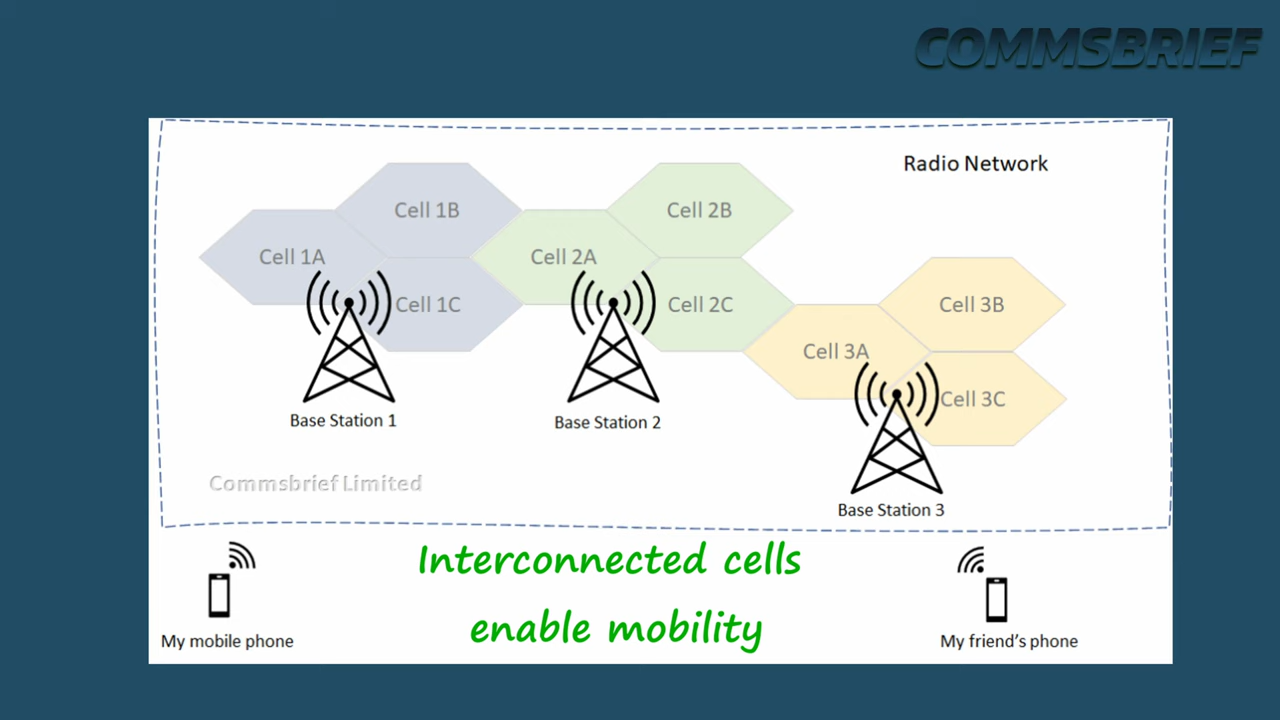 COMMSBRIEF
Radio Network
Cell 1B
Cell 2B
Cell 1A
Cell 2A
Cell 1C
Cell 2C
Cell 3B
Cell 3A
Cell 3C
Base Station 1
Base Station 2
Commsbrief Limited
Base Station 3
Interconnected cells
enable mobility
My mobile phone
My friend's phone